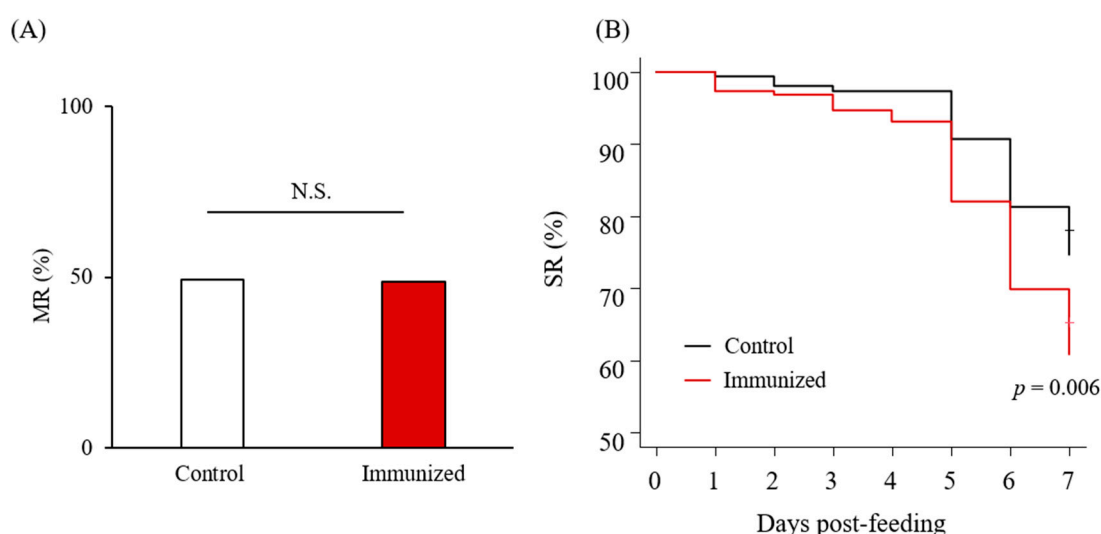 (A)
100
50
0
MR (%)
N.S.
Control
Immunized
(B)
100
90
80
70
60
50
SR (%)
Control
Immunized
p = 0.006
0 1 2 3 4 5 6 7
Days post-feeding